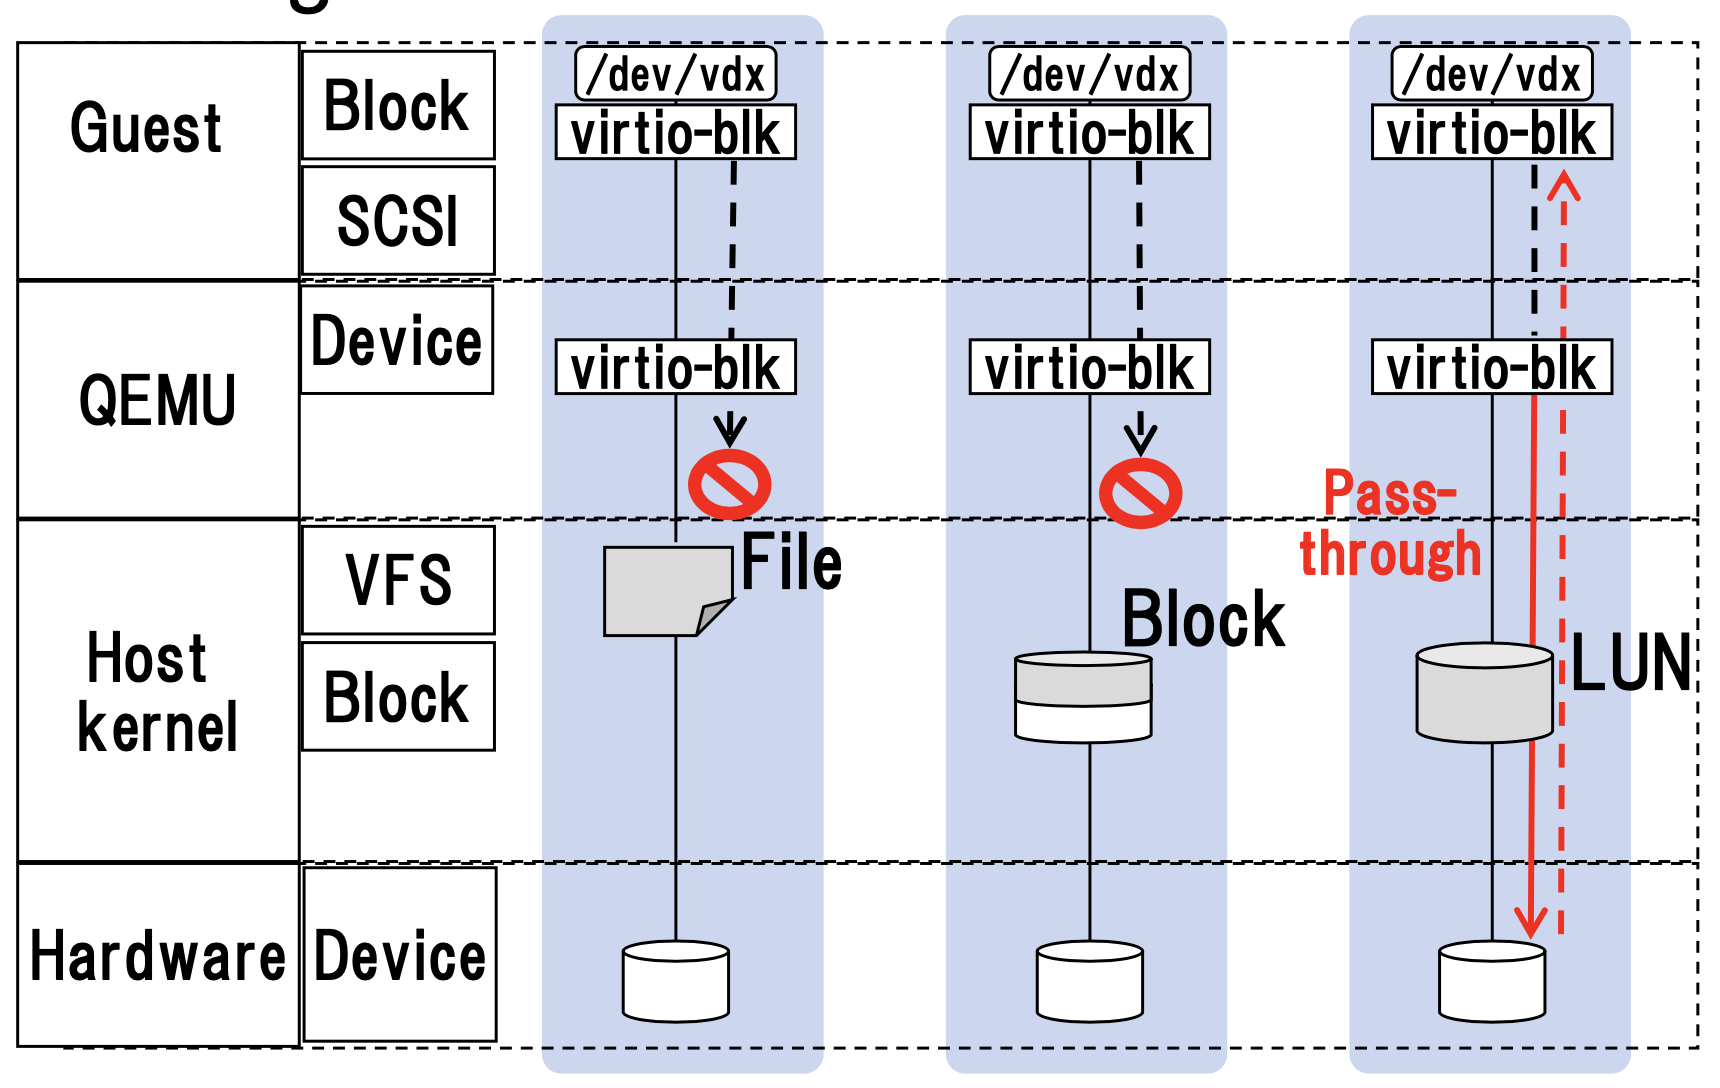 g
Guest
Block
SCSI
/dev/vdx
virtio-blk
/dev/vdx
virtio-blk
/dev/vdx
virtio-blk
QEMU
Device
virtio-blk
virtio-blk
virtio-blk
Pass-
through
Host
kernel
VFS
Block
File
Block
LUN
Hardware
Device